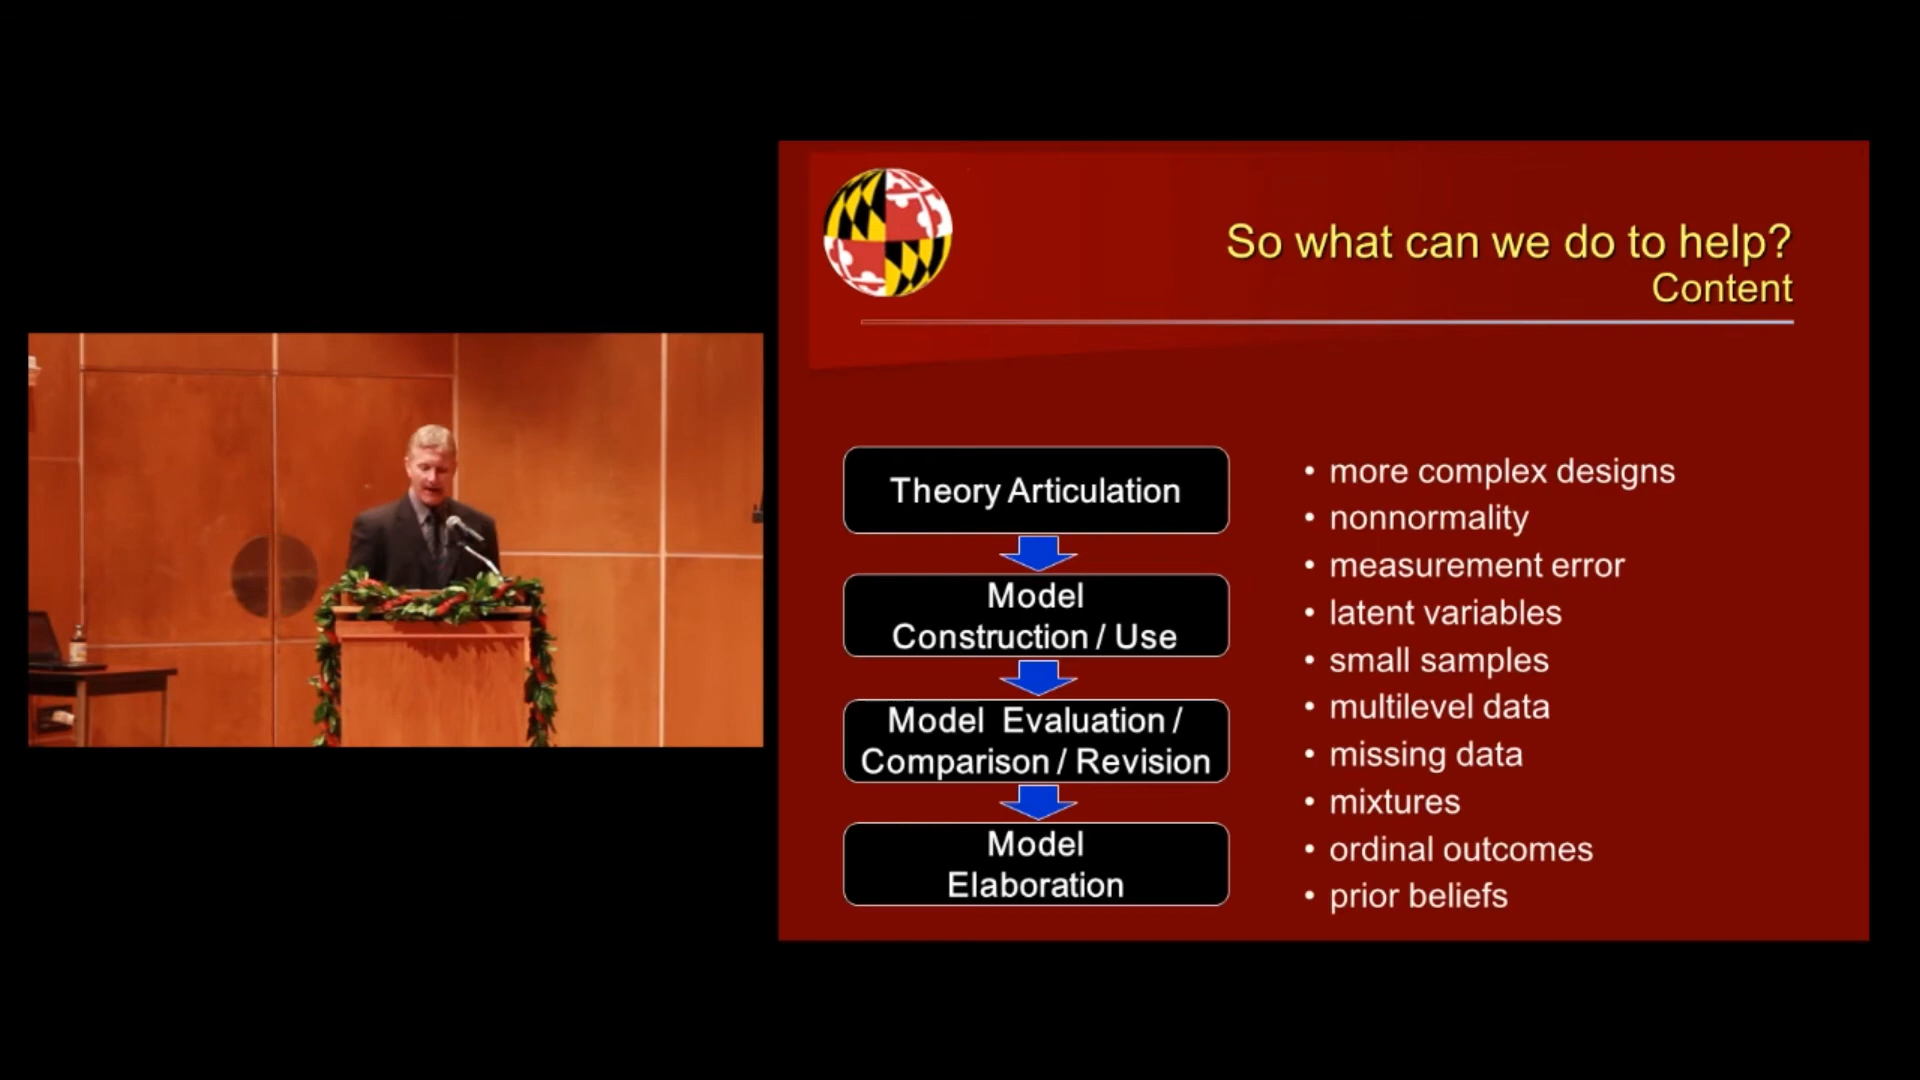 So what can we do to help?
Content
Theory Articulation
Model
Construction / Use
Model Evaluation /
Comparison / Revision
Model
Elaboration
• more complex designs
• nonnormality
• measurement error
• latent variables
• small samples
• multilevel data
• missing data
• mixtures
• ordinal outcomes
• prior beliefs